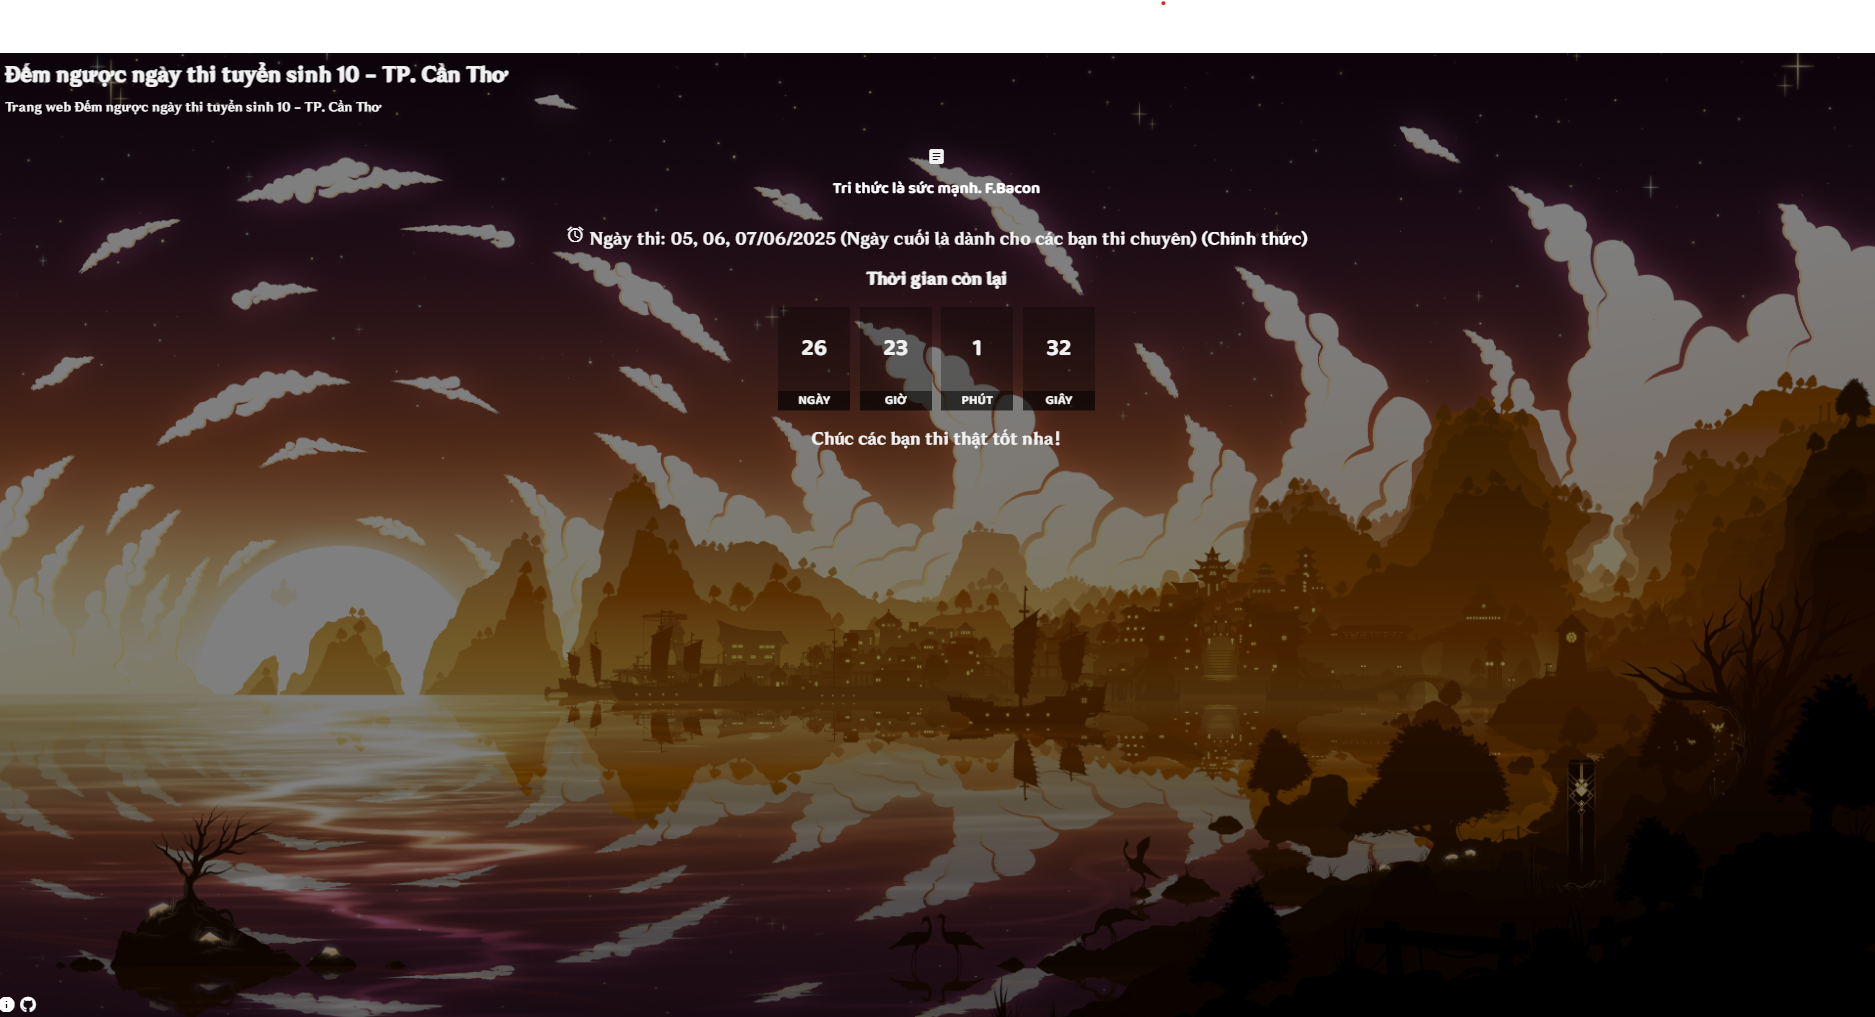 Đếm ngược ngày thi tuyển sinh 10 - TP. Cần Thơ
Trang web Đếm ngược ngày thi tuyển sinh 10 - TP. Cần Thơ
Tri thức là sức mạnh. F.Bacon
Ngày thi: 05, 06, 07/06/2025 (Ngày cuối là dành cho các bạn thi chuyên) (Chính thức)
Thời gian còn lại
26 23 1 32
NGÀY GIỜ PHÚT GIÂY
Chúc các bạn thi thật tốt nha!